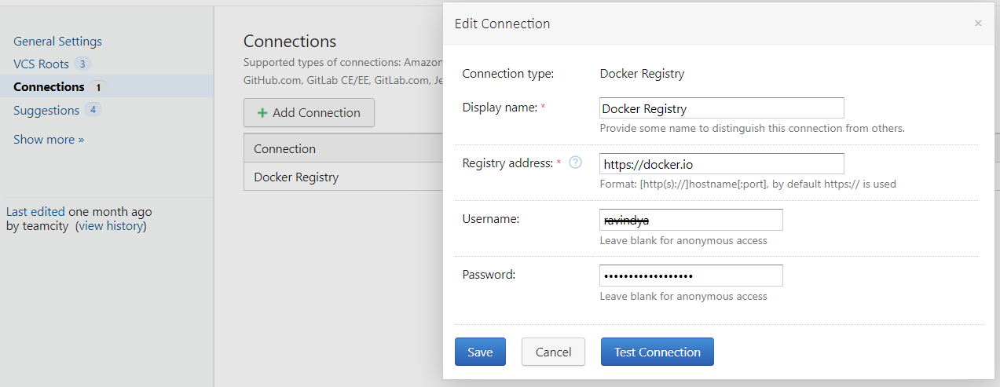 General Settings
VCS Roots 3
Connections 1
Suggestions 4
Show more »
Last edited one month ago
by teamcity (view history)
Connections
Supported types of connections: Amazon
GitHub.com, GitLab CE/EE, GitLab.com, Je
+ Add Connection
Connection
Docker Registry
Edit Connection
×
Connection type: Docker Registry
Display name: * Docker Registry
Provide some name to distinguish this connection from others.
Registry address: * ? https://docker.io
Format: [http(s)://]hostname[:port], by default https:// is used
Username: ravindya
Leave blank for anonymous access
Password: ••••••••••••••••••
Leave blank for anonymous access
Save Cancel Test Connection